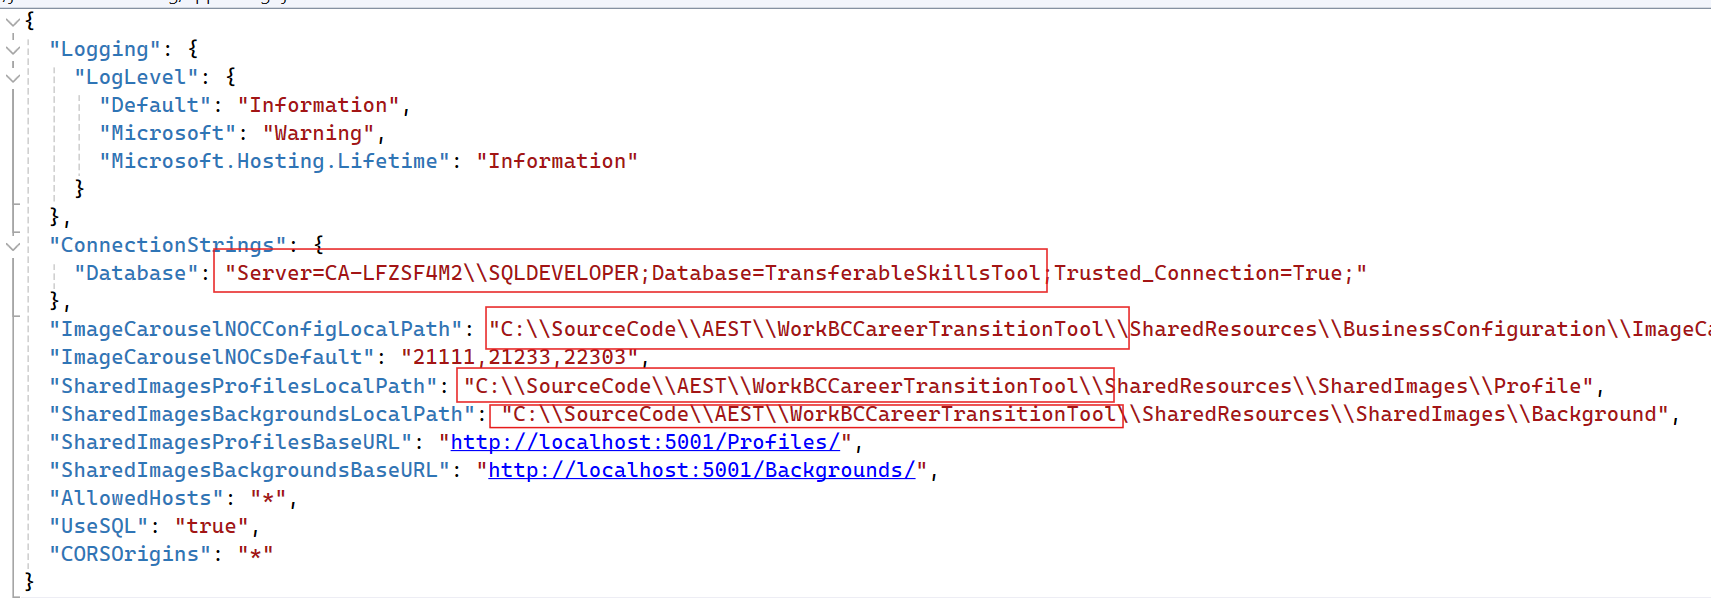 {
"Logging": {
"LogLevel": {
"Default": "Information",
"Microsoft": "Warning",
"Microsoft.Hosting.Lifetime": "Information"
}
},
"ConnectionStrings": {
"Database": "Server=CA-LFZSF4M2\\SQLDEVELOPER;Database=TransferableSkillsTool;Trusted_Connection=True;"
},
"ImageCarouselNOCConfigLocalPath": "C:\\SourceCode\\AEST\\WorkBCCareerTransitionTool\\SharedResources\\BusinessConfiguration\\ImageCa
"ImageCarouselNOCsDefault": "21111,21233,22303",
"SharedImagesProfilesLocalPath": "C:\\SourceCode\\AEST\\WorkBCCareerTransitionTool\\SharedResources\\SharedImages\\Profile",
"SharedImagesBackgroundsLocalPath": "C:\\SourceCode\\AEST\\WorkBCCareerTransitionTool\\SharedResources\\SharedImages\\Background",
"SharedImagesProfilesBaseURL": "http://localhost:5001/Profiles/",
"SharedImagesBackgroundsBaseURL": "http://localhost:5001/Backgrounds/",
"AllowedHosts": "*",
"UseSQL": "true",
"CORSOrigins": "*"
}